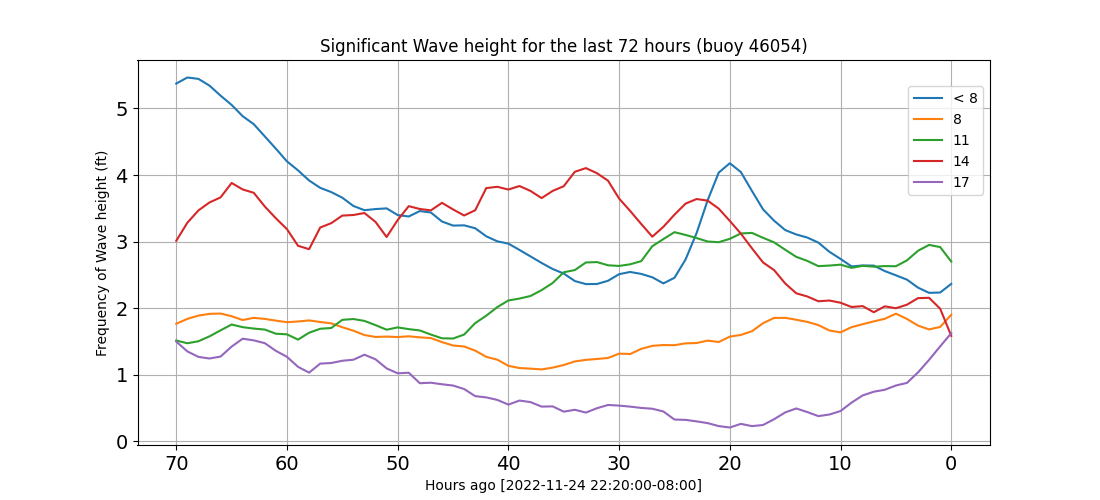 Significant Wave height for the last 72 hours (buoy 46054)
Frequency of Wave height (ft)
5
4
3
2
1
0
< 8
8
11
14
17
70 60 50 40 30 20 10 0
Hours ago [2022-11-24 22:20:00-08:00]